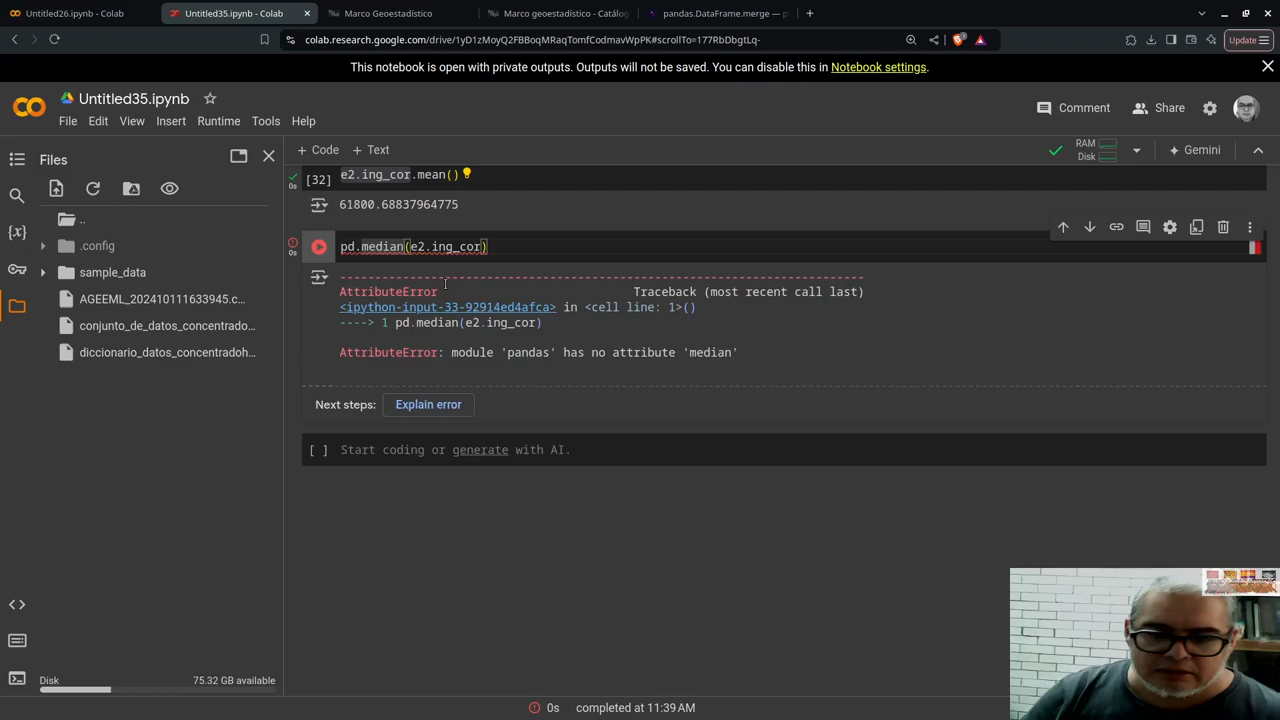 Untitled26.ipynb - Colab
Untitled35.ipynb - Colab
Marco Geoestadístico
Marco geoestadístico - Catálog
pandas.DataFrame.merge — p
colab.research.google.com/drive/1yD1zMoyQ2FBBoqMRaqTomfCodmavWpPK#scrollTo=177RbDbgtLq-
Update
This notebook is open with private outputs. Outputs will not be saved. You can disable this in Notebook settings.
Untitled35.ipynb
Comment
Share
File Edit View Insert Runtime Tools Help
Files
+ Code + Text
RAM
Disk
Gemini
..
.config
sample_data
AGEEML_202410111633945.c...
conjunto_de_datos_concentrado...
diccionario_datos_concentradoh...
0s
[32]
e2.ing_cor.mean()
61800.68837964775
0s
pd.median(e2.ing_cor)
---------------------------------------------------------------------------
AttributeError Traceback (most recent call last)
<ipython-input-33-92914ed4afca> in <cell line: 1>()
----> 1 pd.median(e2.ing_cor)
AttributeError: module 'pandas' has no attribute 'median'
Next steps: Explain error
[ ] Start coding or generate with AI.
Disk 75.32 GB available
0s completed at 11:39 AM